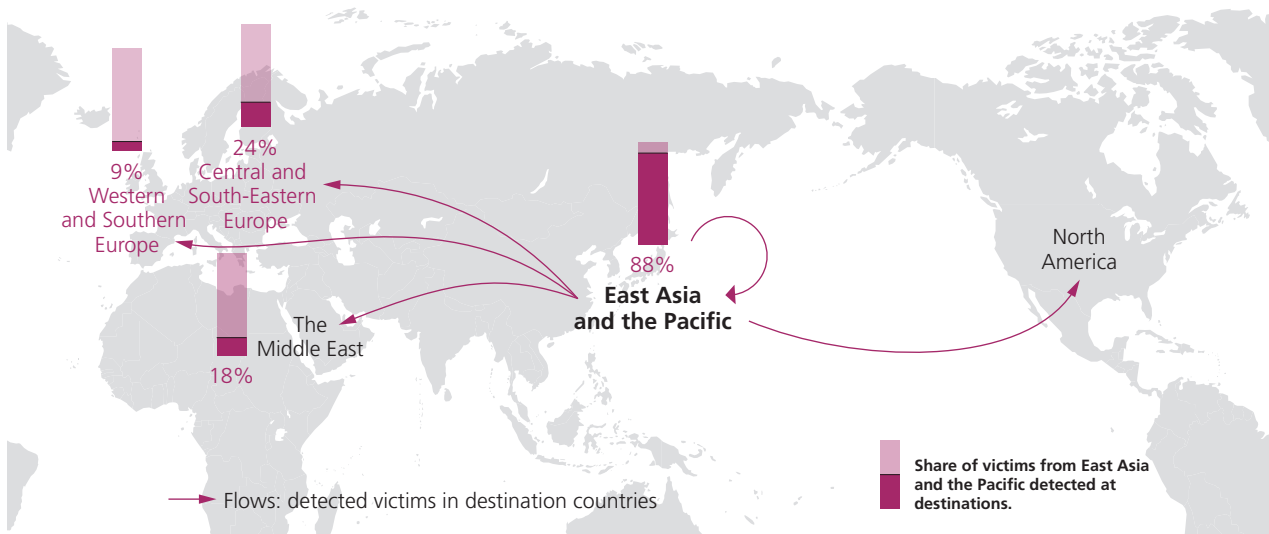 24%
Central and
South-Eastern
Europe
9%
Western
and Southern
Europe
88%
East Asia
and the Pacific
North
America
The
Middle East
18%
Share of victims from East Asia
and the Pacific detected at
destinations.
Flows: detected victims in destination countries